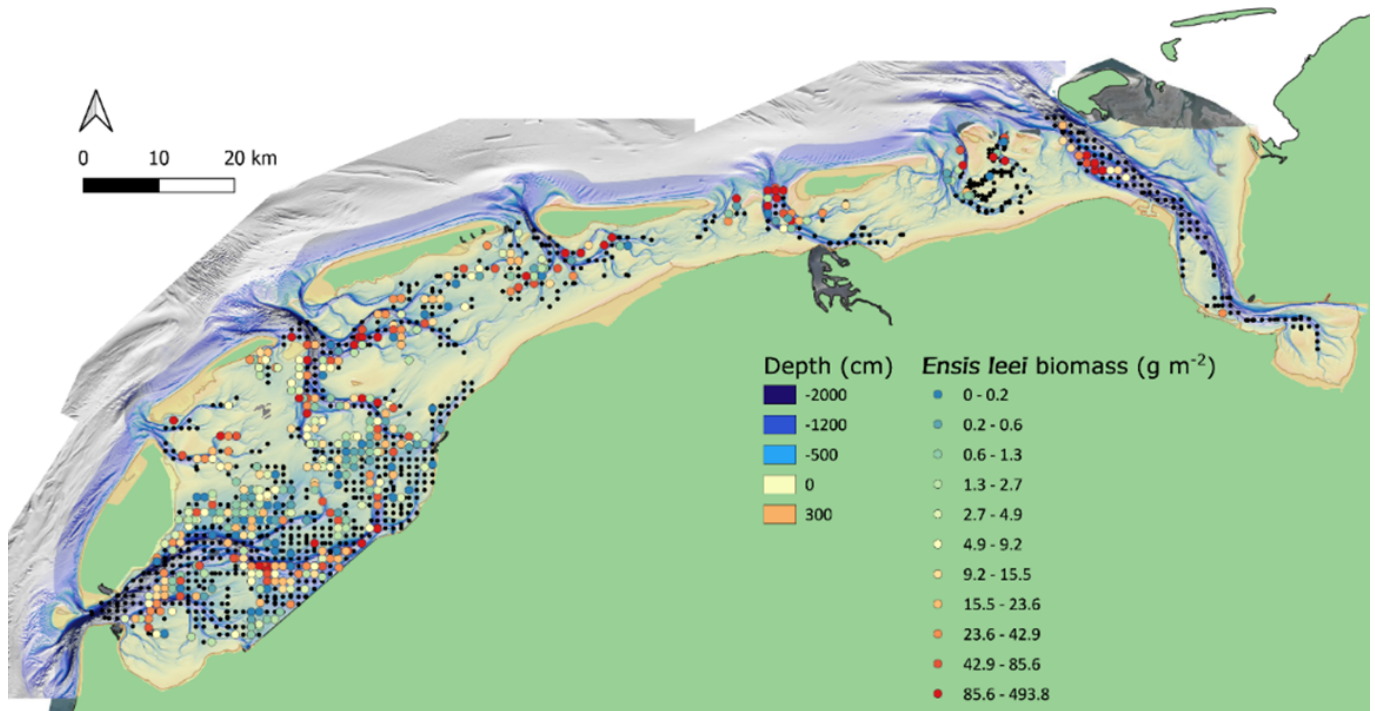 0 10 20 km
Depth (cm)
-2000
-1200
-500
0
300
Ensis leei biomass (g m⁻²)
0 - 0.2
0.2 - 0.6
0.6 - 1.3
1.3 - 2.7
2.7 - 4.9
4.9 - 9.2
9.2 - 15.5
15.5 - 23.6
23.6 - 42.9
42.9 - 85.6
85.6 - 493.8